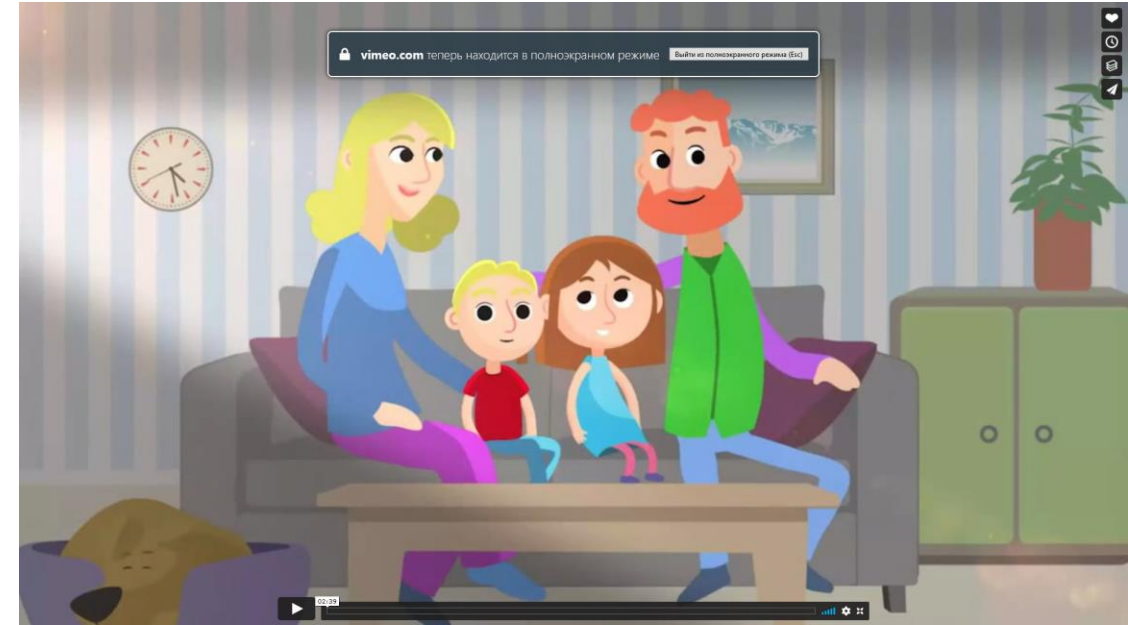 vimeo.com теперь находится в полноэкранном режиме Выйти из полноэкранного режима (Esc)
02:39